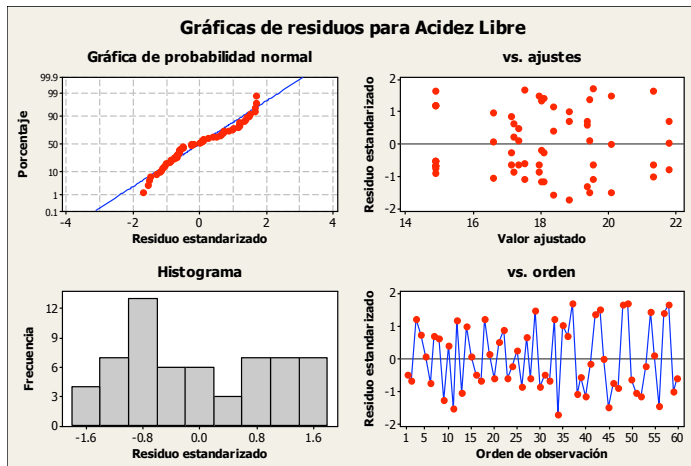 Gráficas de residuos para Acidez Libre
Gráfica de probabilidad normal
Porcentaje
99.9
99
90
50
10
1
0.1
-4 -2 0 2 4
Residuo estandarizado
vs. ajustes
Residuo estandarizado
2
1
0
-1
-2
14 16 18 20 22
Valor ajustado
Histograma
Frecuencia
12
9
6
3
0
-1.6 -0.8 0.0 0.8 1.6
Residuo estandarizado
vs. orden
Residuo estandarizado
2
1
0
-1
-2
1 5 10 15 20 25 30 35 40 45 50 55 60
Orden de observación